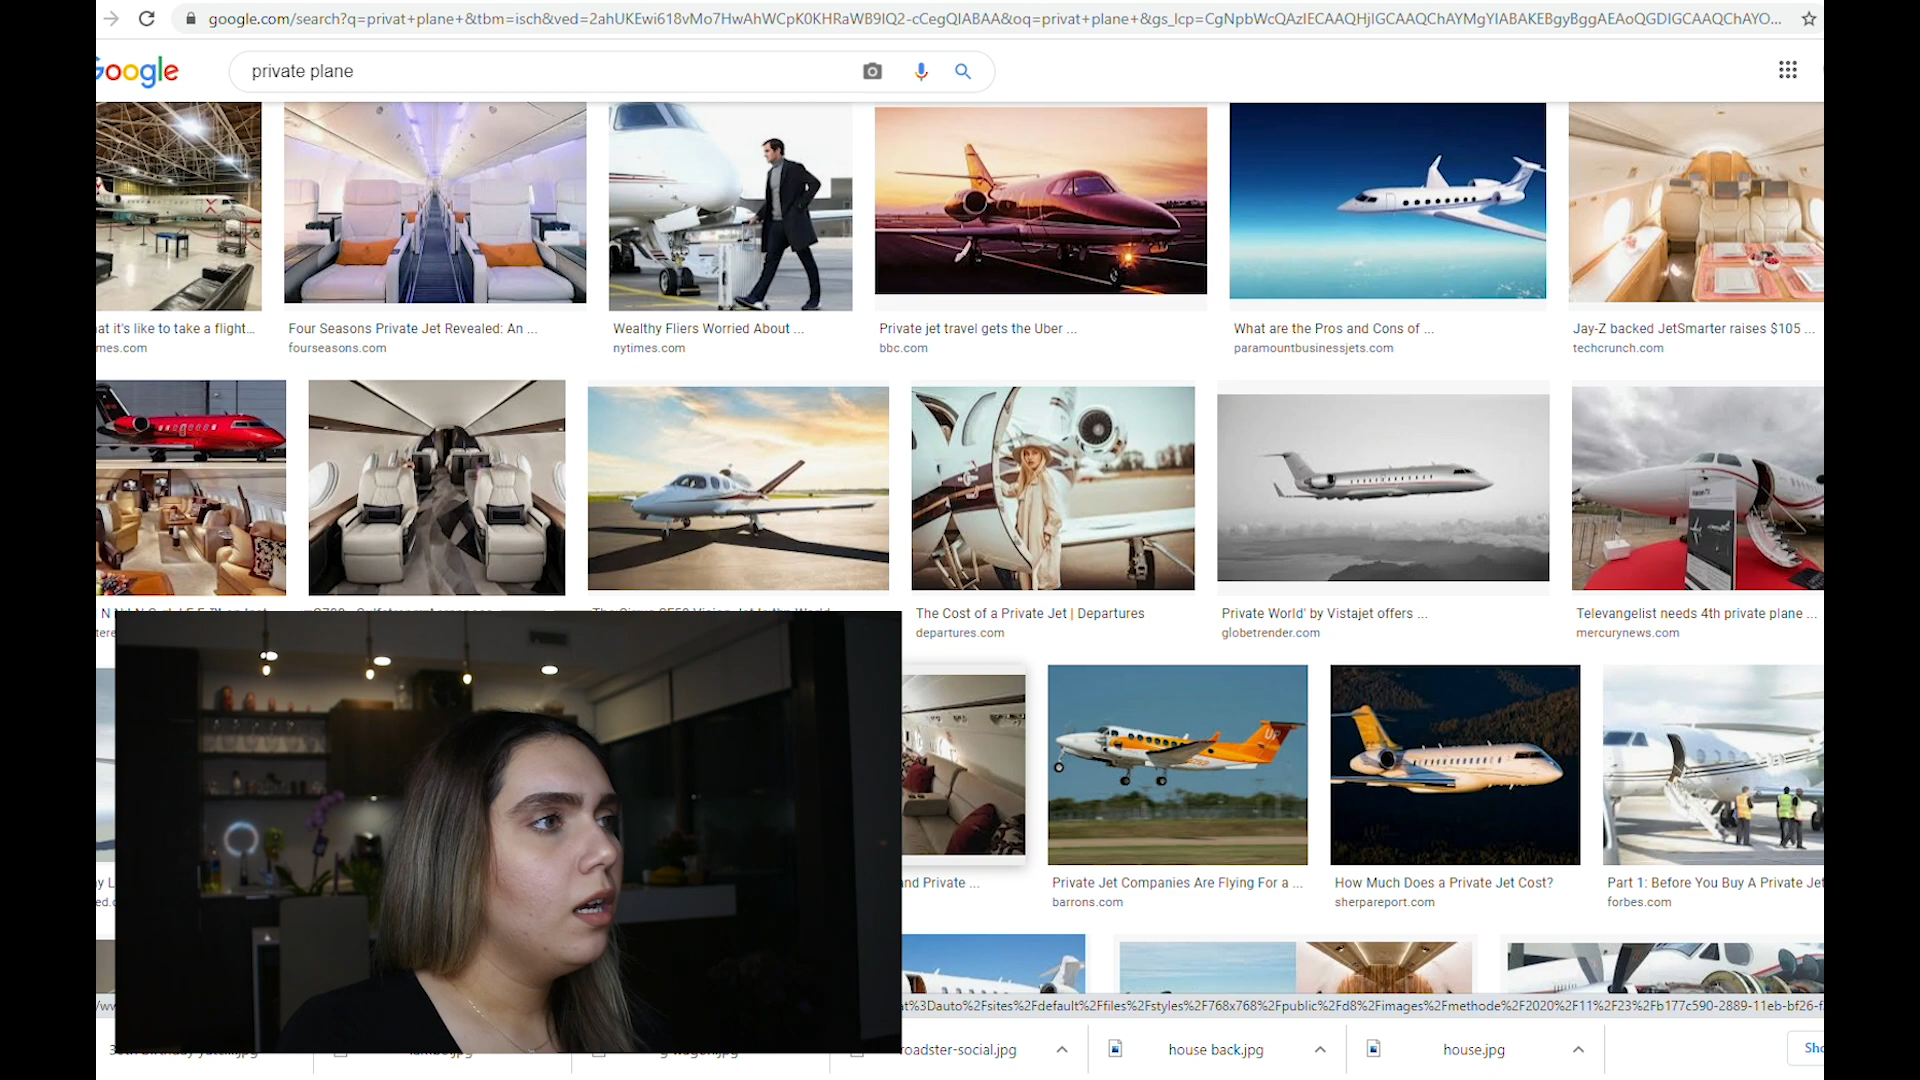 google.com/search?q=privat+plane+&tbm=isch&ved=2ahUKEwi618vMo7HwAhWCpK0KHRaWB9IQ2-cCegQIABAA&oq=privat+plane+&gs_lcp=CgNpbWcQAzIECAAQHjIGCAAQChAYMgYIABAKEBgyBggAEAoQGDIGCAAQChAYO...
Google
private plane
at it's like to take a flight...
mes.com
Four Seasons Private Jet Revealed: An ...
fourseasons.com
Wealthy Fliers Worried About ...
nytimes.com
Private jet travel gets the Uber ...
bbc.com
What are the Pros and Cons of ...
paramountbusinessjets.com
Jay-Z backed JetSmarter raises $105 ...
techcrunch.com
The Cost of a Private Jet | Departures
departures.com
Private World' by Vistajet offers ...
globetrender.com
Televangelist needs 4th private plane ...
mercurynews.com
UP
nd Private ...
Private Jet Companies Are Flying For a ...
barrons.com
How Much Does a Private Jet Cost?
sherpareport.com
Part 1: Before You Buy A Private Jet
forbes.com
at%3Dauto%2Fsites%2Fdefault%2Ffiles%2Fstyles%2F768x768%2Fpublic%2Fd8%2Fimages%2Fmethode%2F2020%2F11%2F23%2Fb177c590-2889-11eb-bf26-f
roadster-social.jpg
house back.jpg
house.jpg
Sho